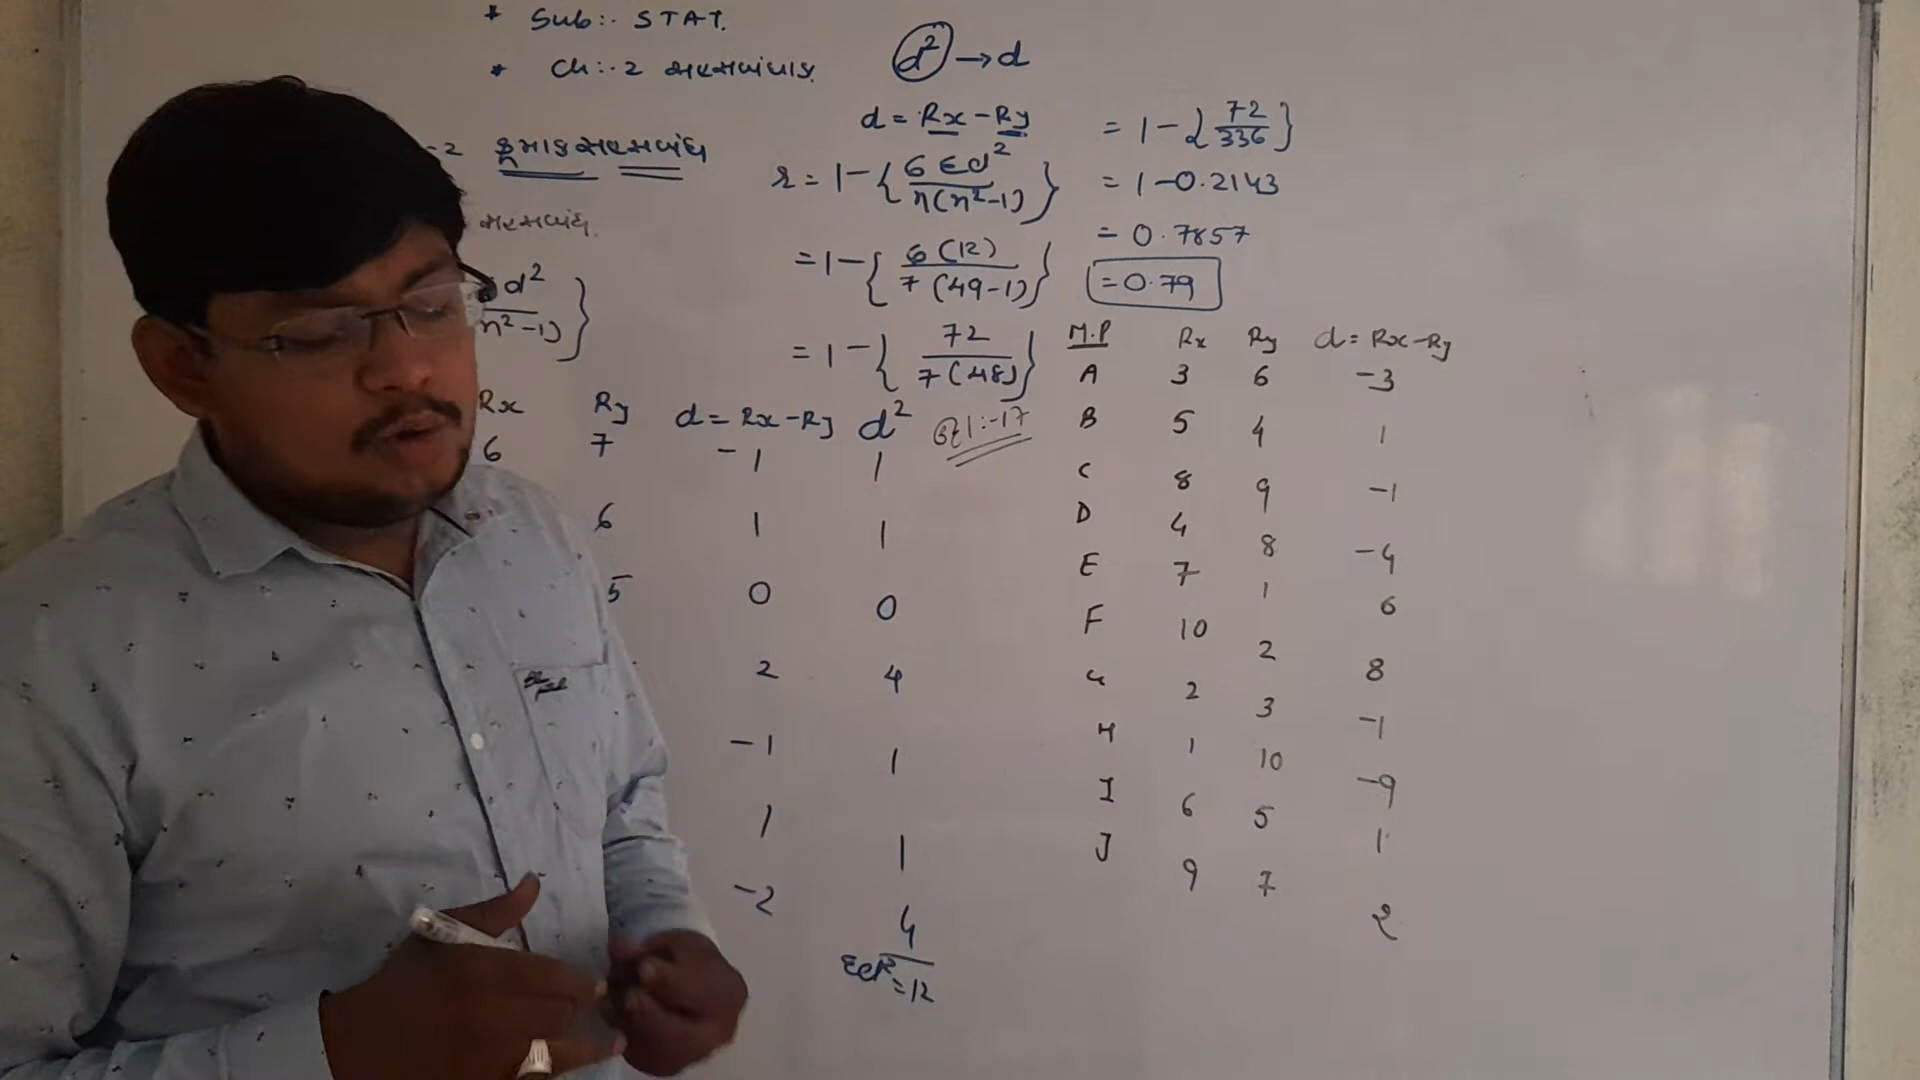 * Sub:- STAT.
* Ch:-2 સહસંબંધ
d² → d
d = Rx - Ry
-2 ક્રમાંક સહસંબંધ
r = 1 - { 6 Σd² / n(n²-1) }
= 1 - { 6(12) / 7(49-1) }
= 1 - { 72 / 7(48) }
= 1 - { 72 / 336 }
= 1 - 0.2143
= 0.7857
= 0.79
સહસંબંધ.
d² / n²-1) }
Rx Ry d = Rx - Ry d²
6 7 -1 1
6 1 1
5 0 0
2 4
-1 1
1 1
-2 4
Σd² = 12
દા:-17
M.P Rx Ry d = Rx - Ry
A 3 6 -3
B 5 4 1
C 8 9 -1
D 4 8 -4
E 7 1 6
F 10 2 8
G 2 3 -1
H 1 10 -9
I 6 5 1
J 9 7 2